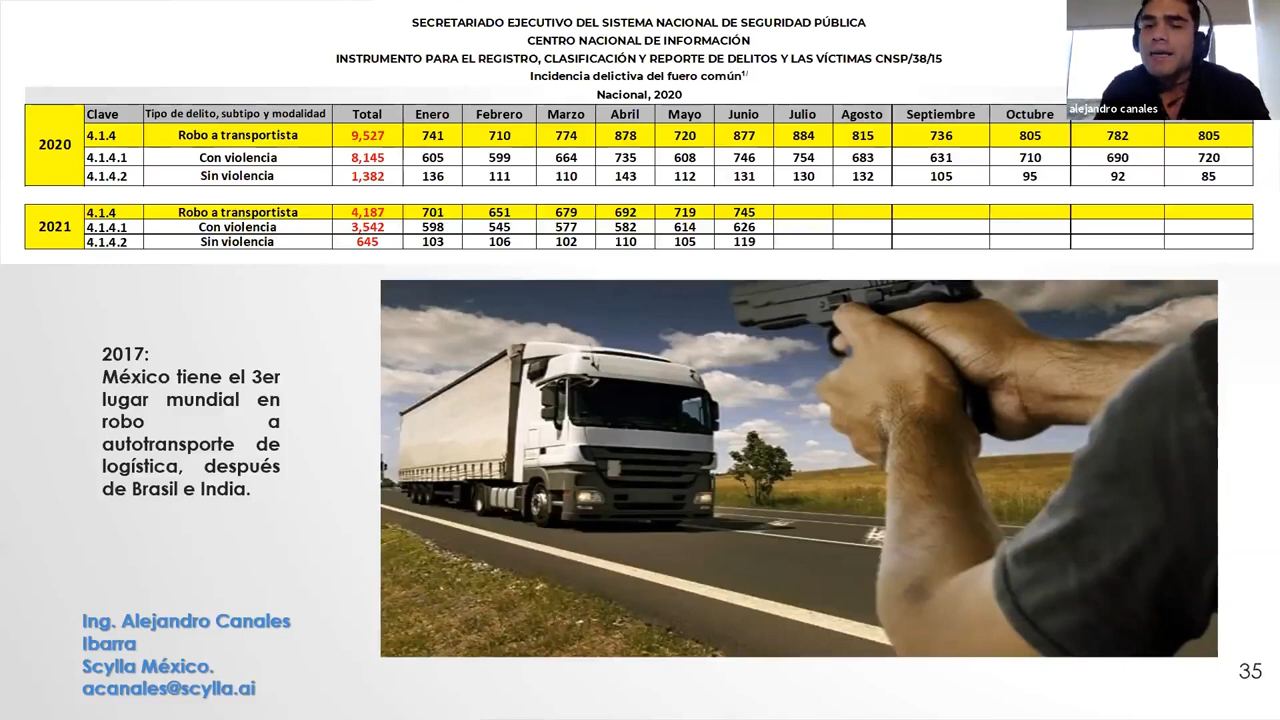 SECRETARIADO EJECUTIVO DEL SISTEMA NACIONAL DE SEGURIDAD PÚBLICA
CENTRO NACIONAL DE INFORMACIÓN
INSTRUMENTO PARA EL REGISTRO, CLASIFICACIÓN Y REPORTE DE DELITOS Y LAS VÍCTIMAS CNSP/38/15
Incidencia delictiva del fuero común1/
Nacional, 2020
alejandro canales
Clave Tipo de delito, subtipo y modalidad Total Enero Febrero Marzo Abril Mayo Junio Julio Agosto Septiembre Octubre
2020
4.1.4 Robo a transportista 9,527 741 710 774 878 720 877 884 815 736 805 782 805
4.1.4.1 Con violencia 8,145 605 599 664 735 608 746 754 683 631 710 690 720
4.1.4.2 Sin violencia 1,382 136 111 110 143 112 131 130 132 105 95 92 85
2021
4.1.4 Robo a transportista 4,187 701 651 679 692 719 745
4.1.4.1 Con violencia 3,542 598 545 577 582 614 626
4.1.4.2 Sin violencia 645 103 106 102 110 105 119
2017:
México tiene el 3er
lugar mundial en
robo a
autotransporte de
logística, después
de Brasil e India.
Ing. Alejandro Canales
Ibarra
Scylla México.
acanales@scylla.ai
35